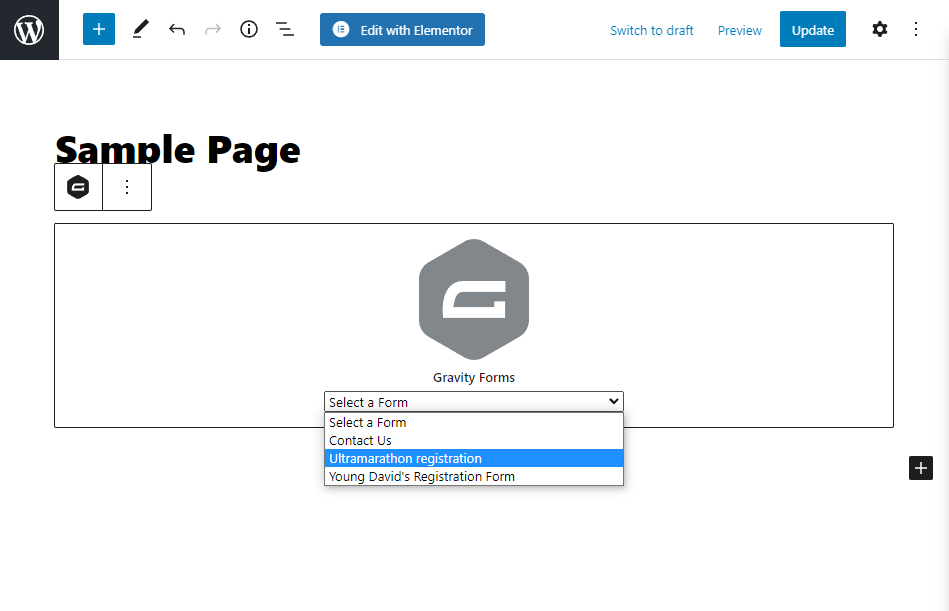 Edit with Elementor
Switch to draft
Preview
Update
Sample Page
Gravity Forms
Select a Form
Select a Form
Contact Us
Ultramarathon registration
Young David's Registration Form